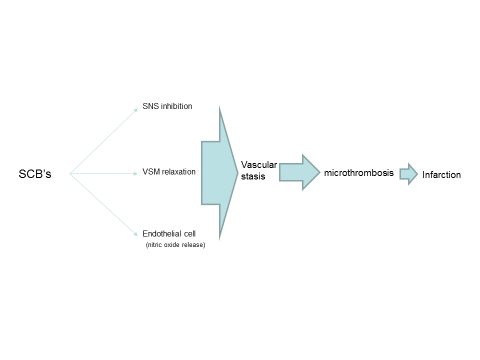 SNS inhibition
SCB's
VSM relaxation
Endothelial cell
(nitric oxide release)
Vascular
stasis
microthrombosis
Infarction